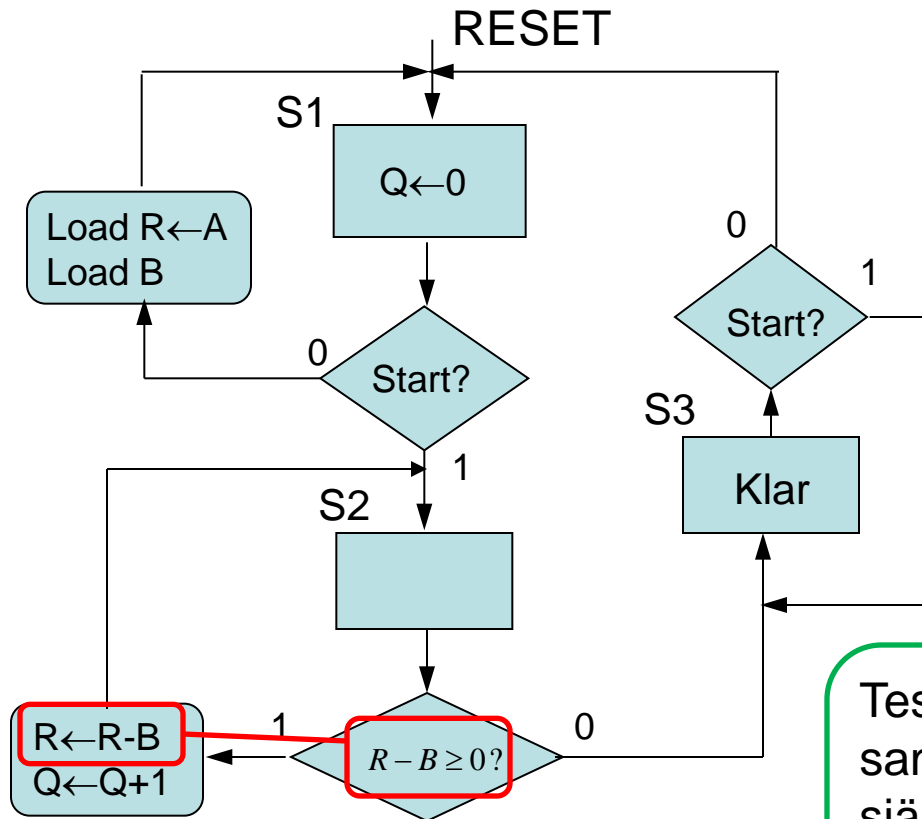 RESET
S1
Q←0
Load R←A
Load B
0
Start?
1
0
Start?
1
S3
Klar
S2
R←R-B
Q←Q+1
1
R − B ≥ 0 ?
0